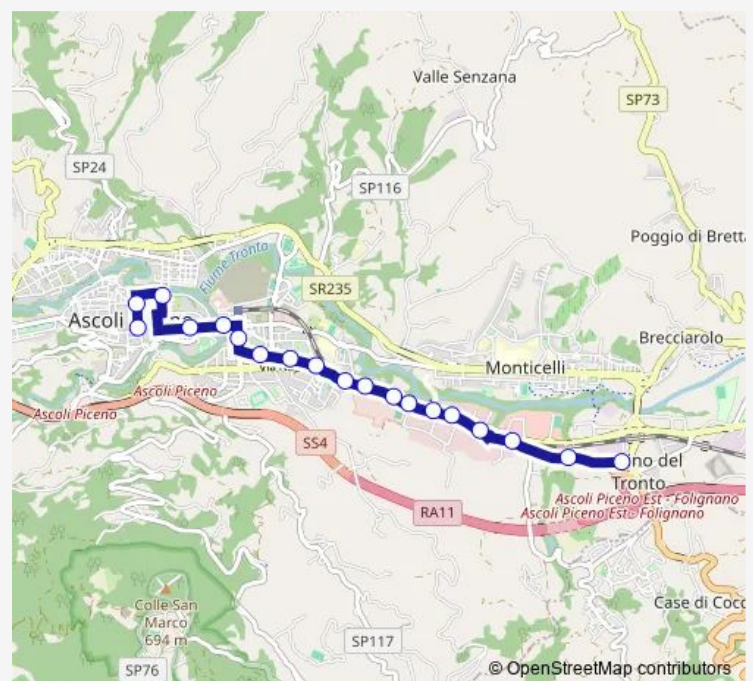 Valle Senzana
SP73
SP24
SP116
Fiume Tronto
Poggio di Brett
SR235
Ascoli
Brecciarolo
Monticelli
Ascoli Piceno
Ascoli Piceno
SS4
ino del
Tronto
Ascoli Piceno Est - Folignano
Ascoli Piceno Est - Folignano
RA11
Colle San
Marco
694 m
Case di Cocc
SP117
SP76
© OpenStreetMap contributors